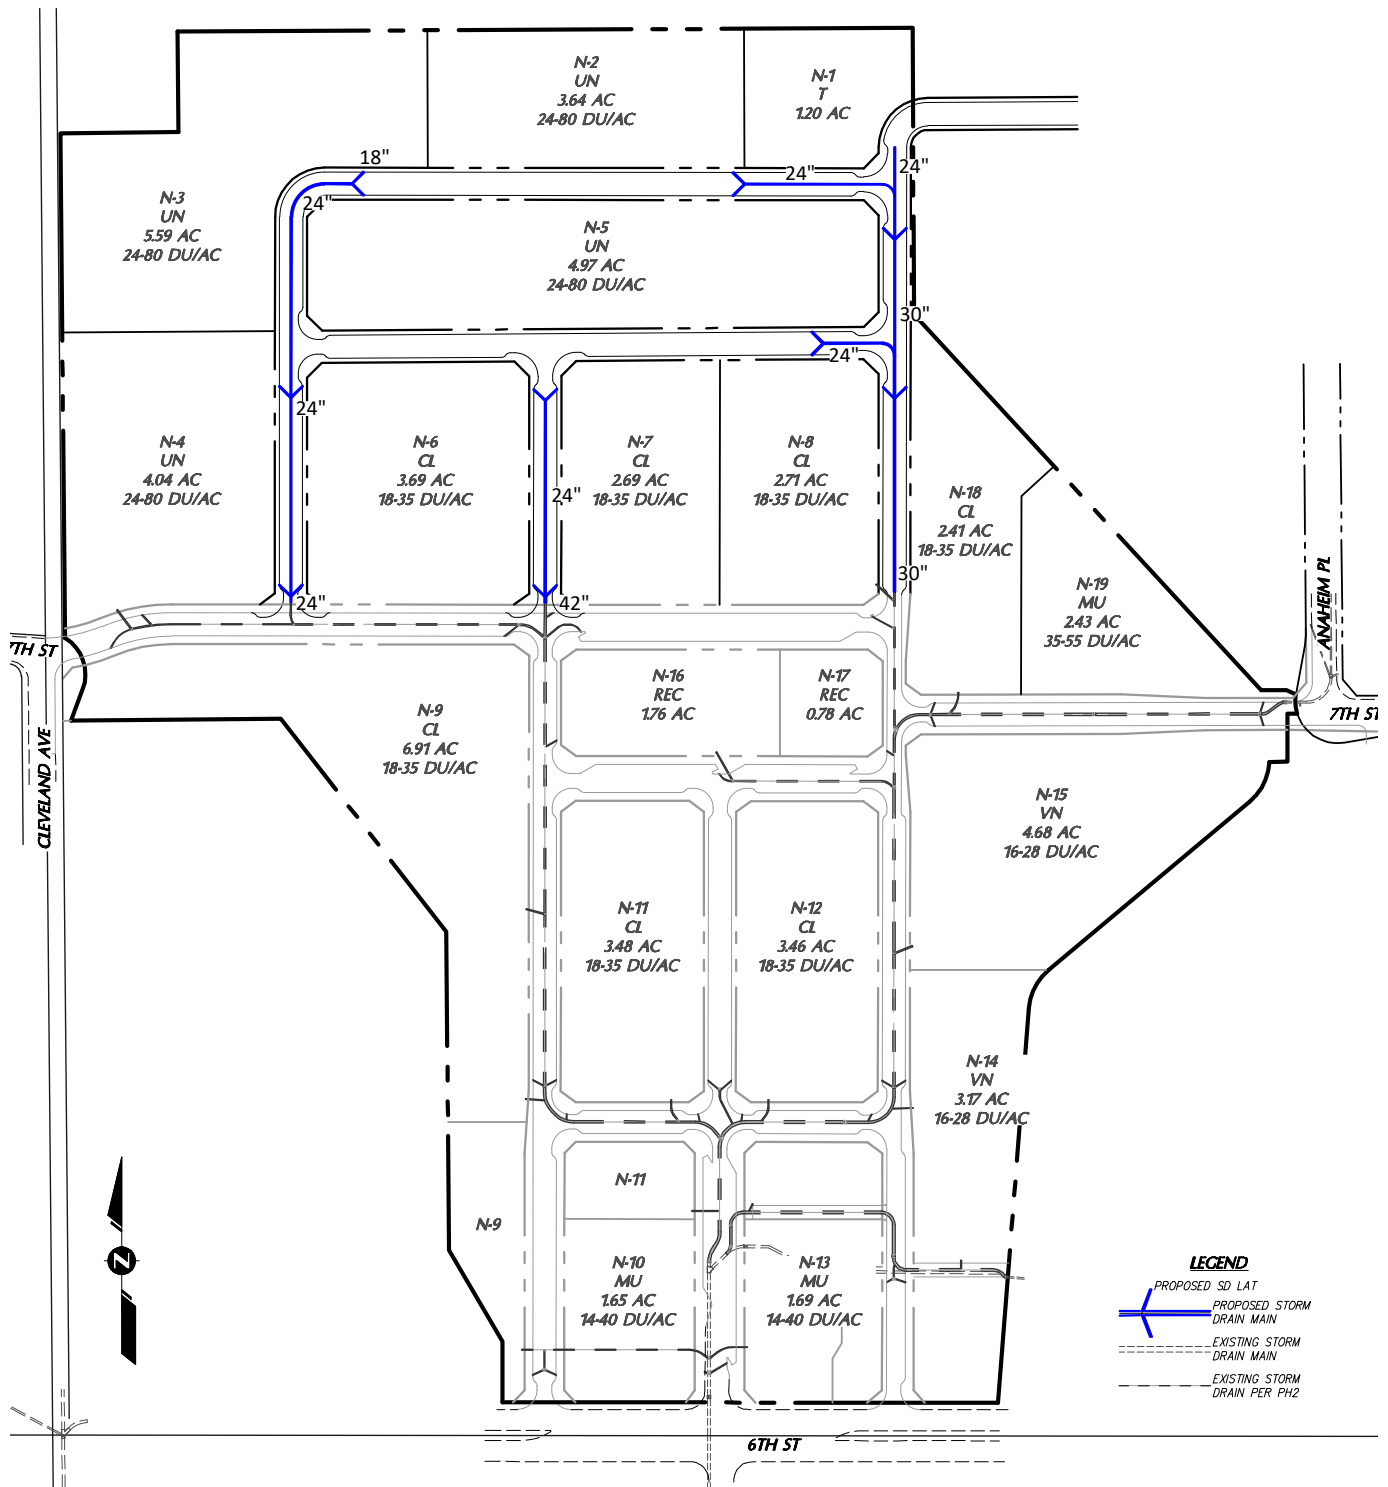 N-2
UN
3.64 AC
24-80 DU/AC
N-1
T
1.20 AC
18"
24"
24"
N-3
UN
5.59 AC
24-80 DU/AC
24"
N-5
UN
4.97 AC
24-80 DU/AC
30"
24"
24"
N-4
UN
4.04 AC
24-80 DU/AC
N-6
CL
3.69 AC
18-35 DU/AC
24"
N-7
CL
2.69 AC
18-35 DU/AC
N-8
CL
2.71 AC
18-35 DU/AC
N-18
CL
2.41 AC
18-35 DU/AC
30"
N-19
MU
2.43 AC
35-55 DU/AC
ANAHEIM PL
24"
42"
7TH ST
CLEVELAND AVE
N-9
CL
6.91 AC
18-35 DU/AC
N-16
REC
1.76 AC
N-17
REC
0.78 AC
7TH ST
N-15
VN
4.68 AC
16-28 DU/AC
N-11
CL
3.48 AC
18-35 DU/AC
N-12
CL
3.46 AC
18-35 DU/AC
N-14
VN
3.17 AC
16-28 DU/AC
N-11
N-9
N
N-10
MU
1.65 AC
14-40 DU/AC
N-13
MU
1.69 AC
14-40 DU/AC
LEGEND
PROPOSED SD LAT
PROPOSED STORM
DRAIN MAIN
EXISTING STORM
DRAIN MAIN
EXISTING STORM
DRAIN PER PH2
6TH ST